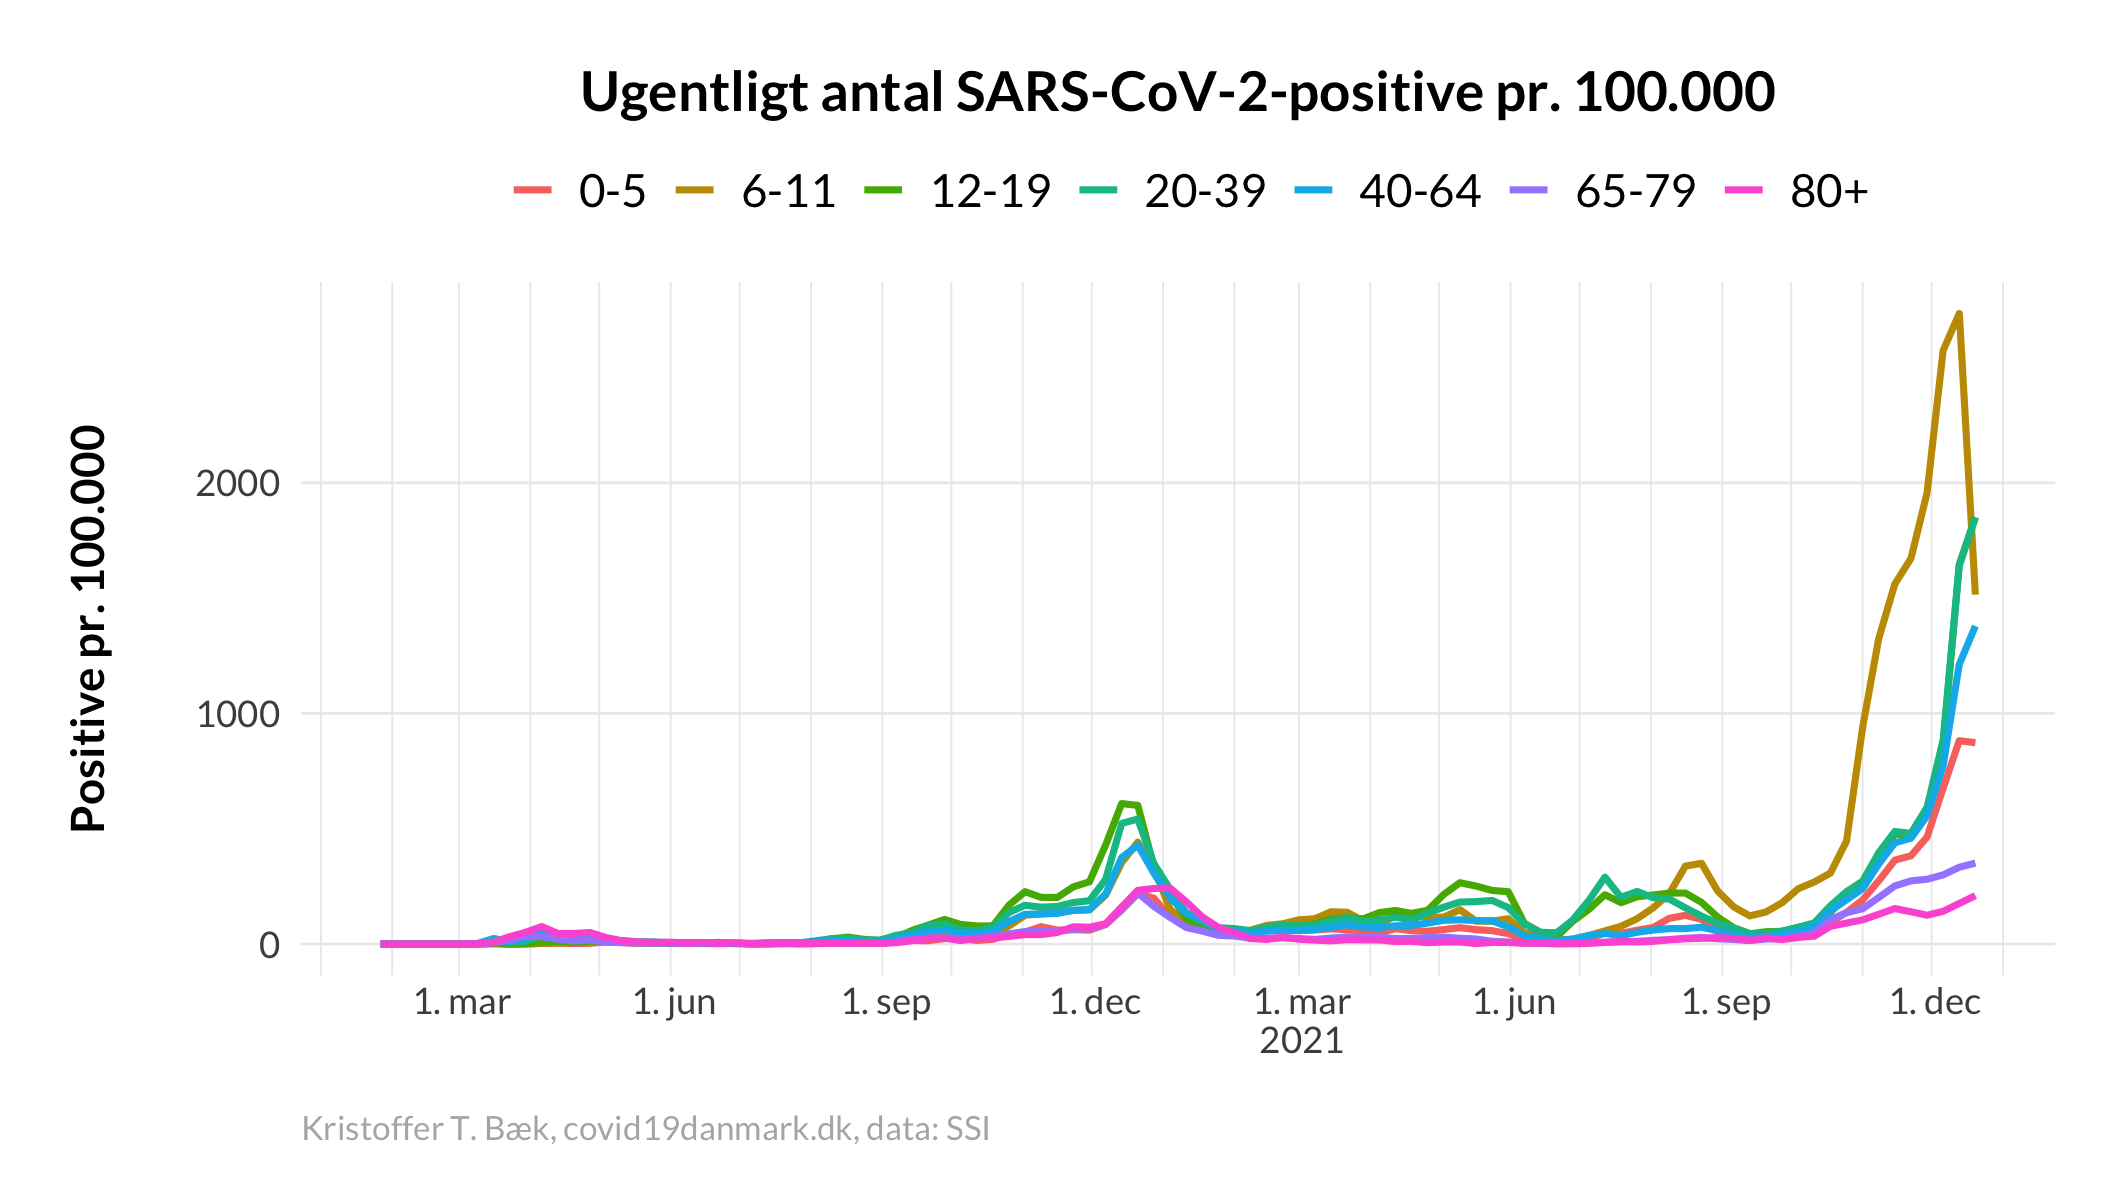 Ugentligt antal SARS-CoV-2-positive pr. 100.000
0-5 6-11 12-19 20-39 40-64 65-79 80+
Positive pr. 100.000
2000
1000
0
1. mar 1. jun 1. sep 1. dec 1. mar 1. jun 1. sep 1. dec
2021
Kristoffer T. Bæk, covid19danmark.dk, data: SSI